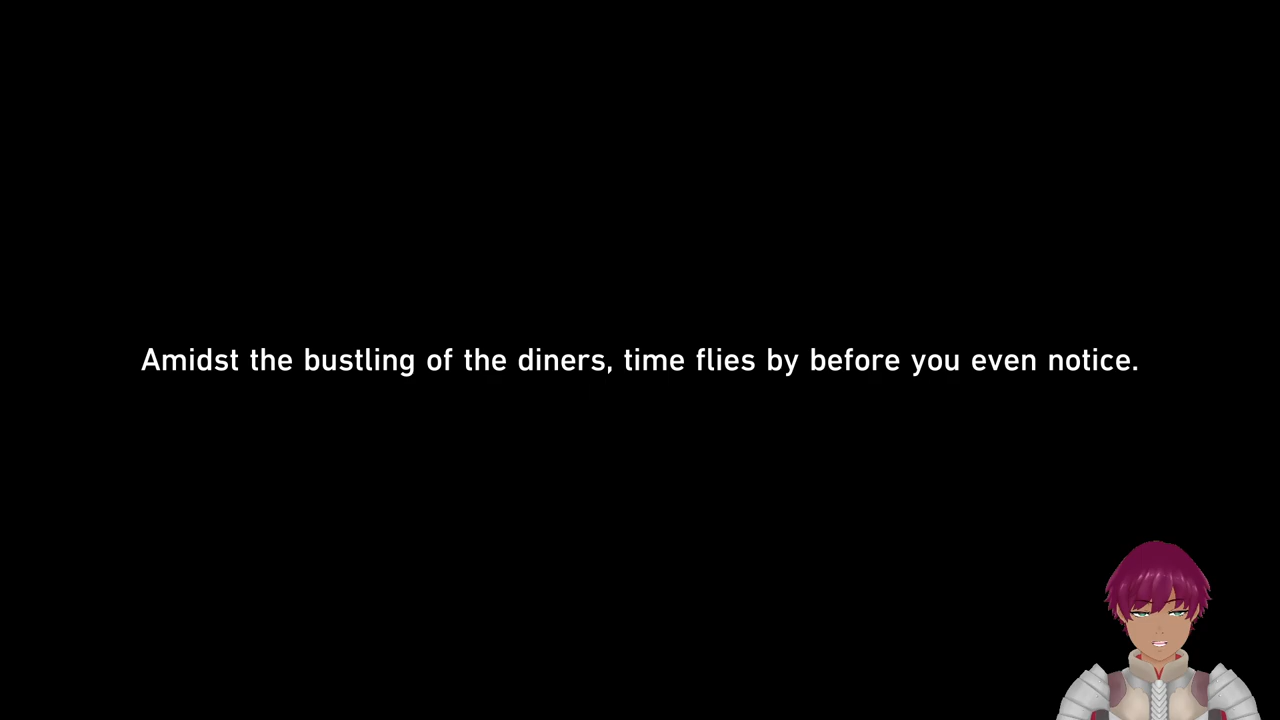 Amidst the bustling of the diners, time flies by before you even notice.